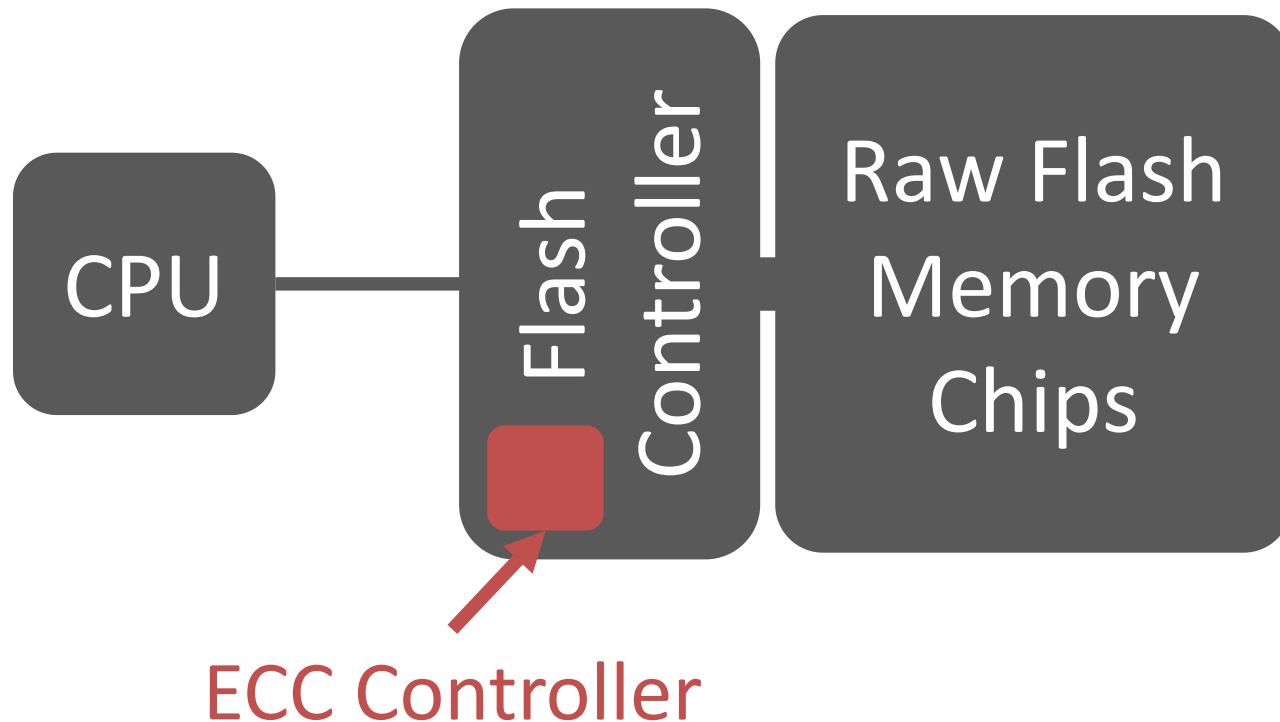 CPU
Flash
Controller
Raw Flash
Memory
Chips
ECC Controller